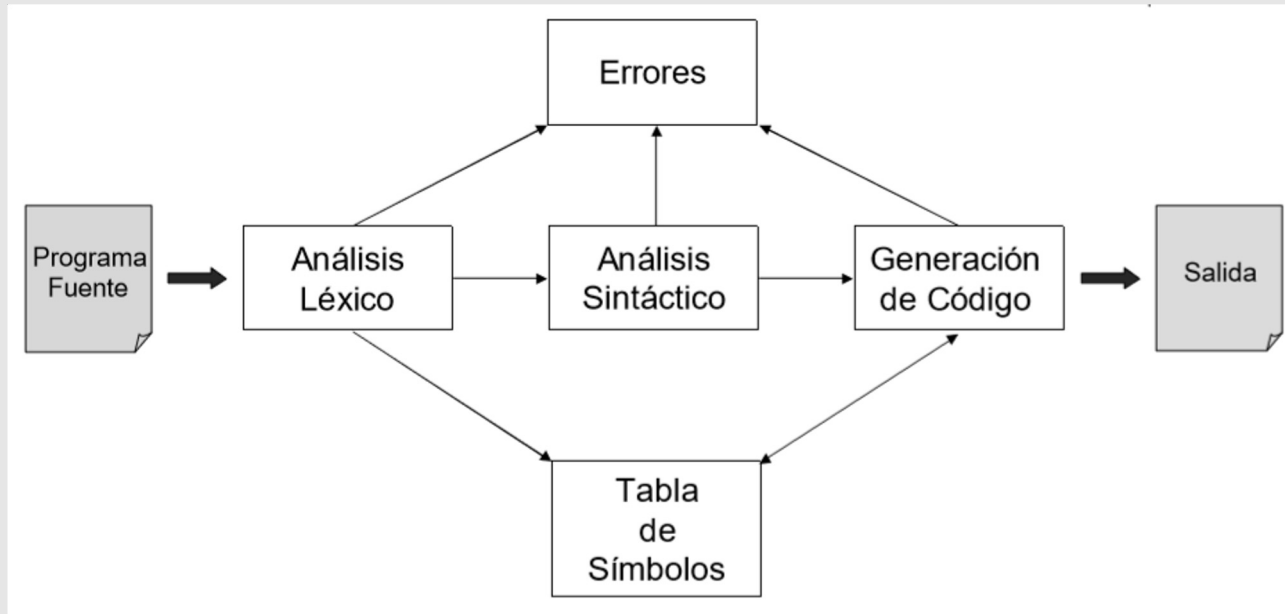 Errores
Programa
Fuente
Análisis
Léxico
Análisis
Sintáctico
Generación
de Código
Salida
Tabla
de
Símbolos